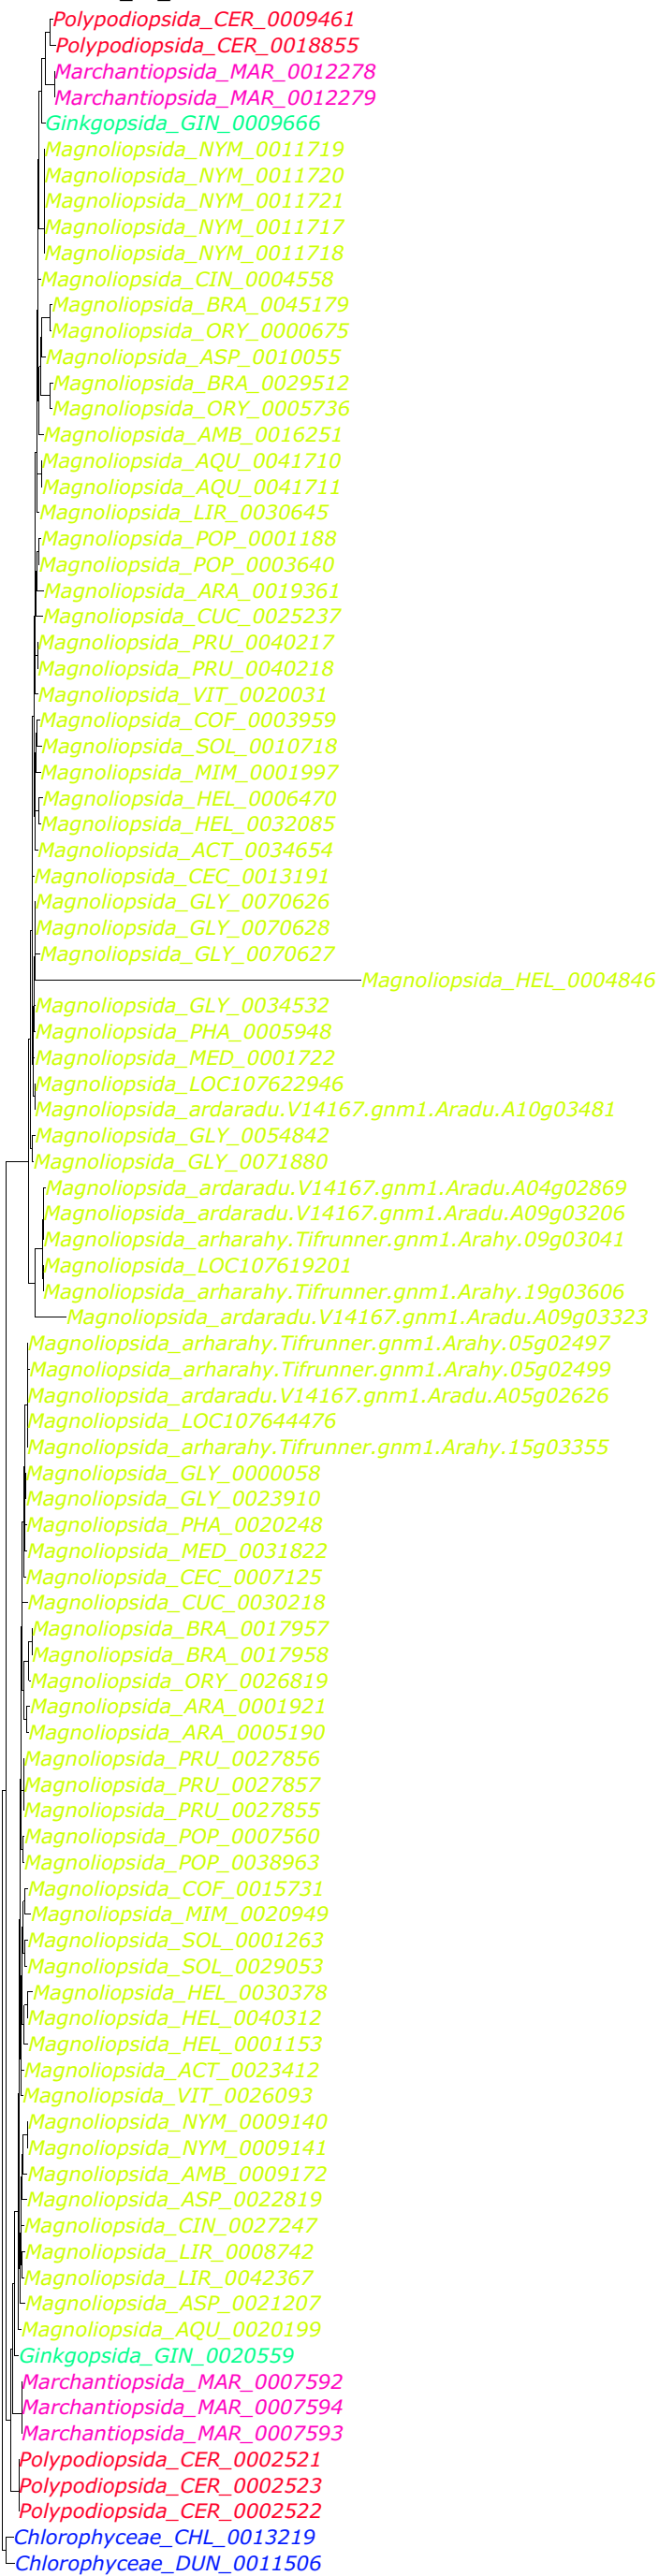 Polypodiopsida_CER_0009461
Polypodiopsida_CER_0018855
Marchantiopsida_MAR_0012278
Marchantiopsida_MAR_0012279
Ginkgopsida_GIN_0009666
Magnoliopsida_NYM_0011719
Magnoliopsida_NYM_0011720
Magnoliopsida_NYM_0011721
Magnoliopsida_NYM_0011717
Magnoliopsida_NYM_0011718
Magnoliopsida_CIN_0004558
Magnoliopsida_BRA_0045179
Magnoliopsida_ORY_0000675
Magnoliopsida_ASP_0010055
Magnoliopsida_BRA_0029512
Magnoliopsida_ORY_0005736
Magnoliopsida_AMB_0016251
Magnoliopsida_AQU_0041710
Magnoliopsida_AQU_0041711
Magnoliopsida_LIR_0030645
Magnoliopsida_POP_0001188
Magnoliopsida_POP_0003640
Magnoliopsida_ARA_0019361
Magnoliopsida_CUC_0025237
Magnoliopsida_PRU_0040217
Magnoliopsida_PRU_0040218
Magnoliopsida_VIT_0020031
Magnoliopsida_COF_0003959
Magnoliopsida_SOL_0010718
Magnoliopsida_MIM_0001997
Magnoliopsida_HEL_0006470
Magnoliopsida_HEL_0032085
Magnoliopsida_ACT_0034654
Magnoliopsida_CEC_0013191
Magnoliopsida_GLY_0070626
Magnoliopsida_GLY_0070628
Magnoliopsida_GLY_0070627
Magnoliopsida_HEL_0004846
Magnoliopsida_GLY_0034532
Magnoliopsida_PHA_0005948
Magnoliopsida_MED_0001722
Magnoliopsida_LOC107622946
Magnoliopsida_ardaradu.V14167.gnm1.Aradu.A10g03481
Magnoliopsida_GLY_0054842
Magnoliopsida_GLY_0071880
Magnoliopsida_ardaradu.V14167.gnm1.Aradu.A04g02869
Magnoliopsida_ardaradu.V14167.gnm1.Aradu.A09g03206
Magnoliopsida_arharahy.Tifrunner.gnm1.Arahy.09g03041
Magnoliopsida_LOC107619201
Magnoliopsida_arharahy.Tifrunner.gnm1.Arahy.19g03606
Magnoliopsida_ardaradu.V14167.gnm1.Aradu.A09g03323
Magnoliopsida_arharahy.Tifrunner.gnm1.Arahy.05g02497
Magnoliopsida_arharahy.Tifrunner.gnm1.Arahy.05g02499
Magnoliopsida_ardaradu.V14167.gnm1.Aradu.A05g02626
Magnoliopsida_LOC107644476
Magnoliopsida_arharahy.Tifrunner.gnm1.Arahy.15g03355
Magnoliopsida_GLY_0000058
Magnoliopsida_GLY_0023910
Magnoliopsida_PHA_0020248
Magnoliopsida_MED_0031822
Magnoliopsida_CEC_0007125
Magnoliopsida_CUC_0030218
Magnoliopsida_BRA_0017957
Magnoliopsida_BRA_0017958
Magnoliopsida_ORY_0026819
Magnoliopsida_ARA_0001921
Magnoliopsida_ARA_0005190
Magnoliopsida_PRU_0027856
Magnoliopsida_PRU_0027857
Magnoliopsida_PRU_0027855
Magnoliopsida_POP_0007560
Magnoliopsida_POP_0038963
Magnoliopsida_COF_0015731
Magnoliopsida_MIM_0020949
Magnoliopsida_SOL_0001263
Magnoliopsida_SOL_0029053
Magnoliopsida_HEL_0030378
Magnoliopsida_HEL_0040312
Magnoliopsida_HEL_0001153
Magnoliopsida_ACT_0023412
Magnoliopsida_VIT_0026093
Magnoliopsida_NYM_0009140
Magnoliopsida_NYM_0009141
Magnoliopsida_AMB_0009172
Magnoliopsida_ASP_0022819
Magnoliopsida_CIN_0027247
Magnoliopsida_LIR_0008742
Magnoliopsida_LIR_0042367
Magnoliopsida_ASP_0021207
Magnoliopsida_AQU_0020199
Ginkgopsida_GIN_0020559
Marchantiopsida_MAR_0007592
Marchantiopsida_MAR_0007594
Marchantiopsida_MAR_0007593
Polypodiopsida_CER_0002521
Polypodiopsida_CER_0002523
Polypodiopsida_CER_0002522
Chlorophyceae_CHL_0013219
Chlorophyceae_DUN_0011506